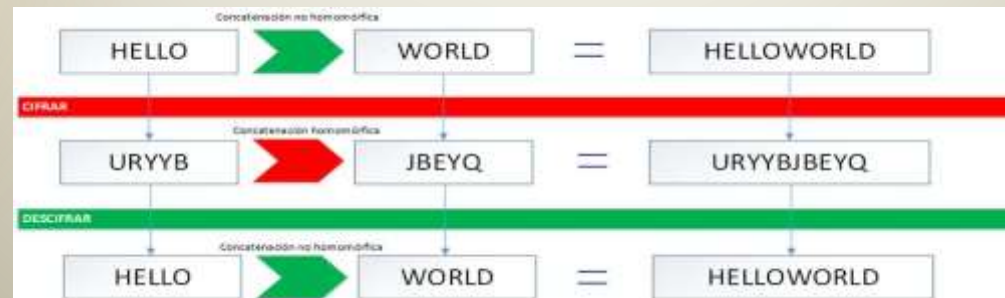 Concatenación no homomórfica
HELLO WORLD = HELLOWORLD
CIFRAR
Concatenación homomórfica
URYYB JBEYQ = URYYBJBEYQ
DESCIFRAR
Concatenación no homomórfica
HELLO WORLD = HELLOWORLD